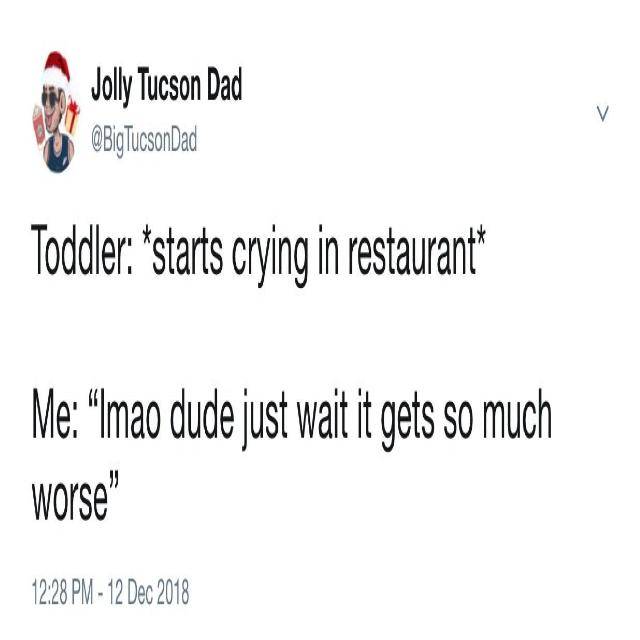 Jolly Tucson Dad
@BigTucsonDad
Toddler: *starts crying in restaurant*
Me: “lmao dude just wait it gets so much
worse”
12:28 PM - 12 Dec 2018